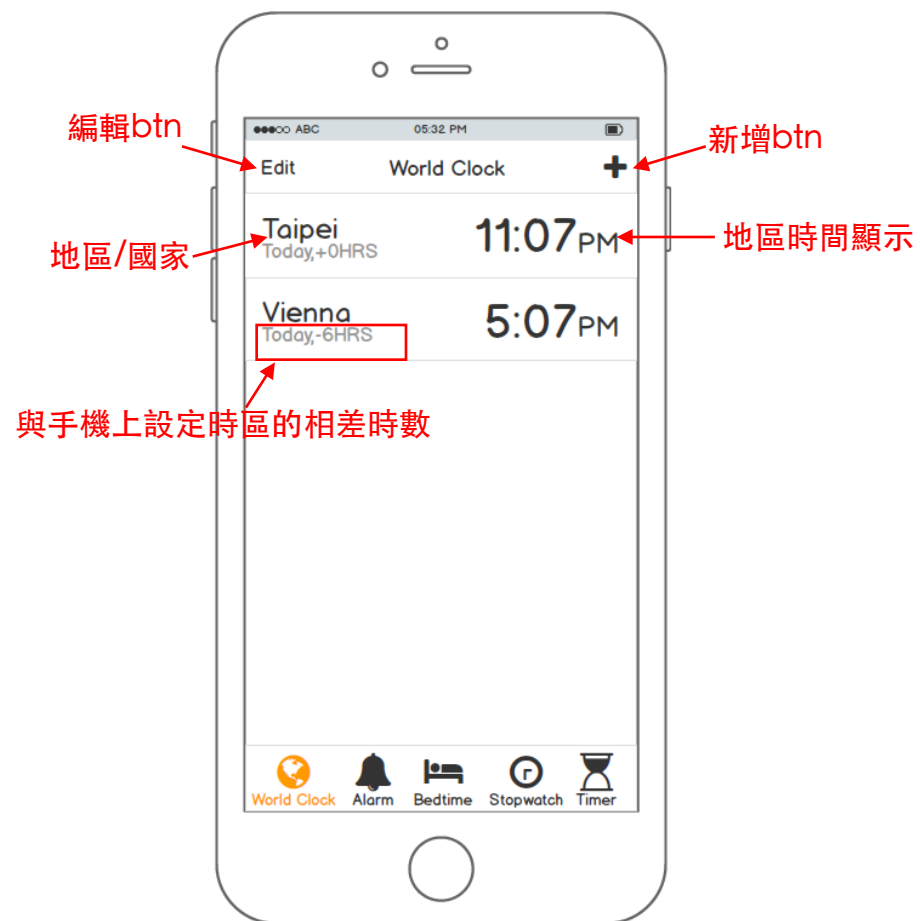 編輯btn
新增btn
ABC
05:32 PM
Edit
World Clock
Taipei
Today,+0HRS
11:07PM
地區/國家
地區時間顯示
Vienna
Today,-6HRS
5:07PM
與手機上設定時區的相差時數
World Clock
Alarm
Bedtime
Stopwatch
Timer